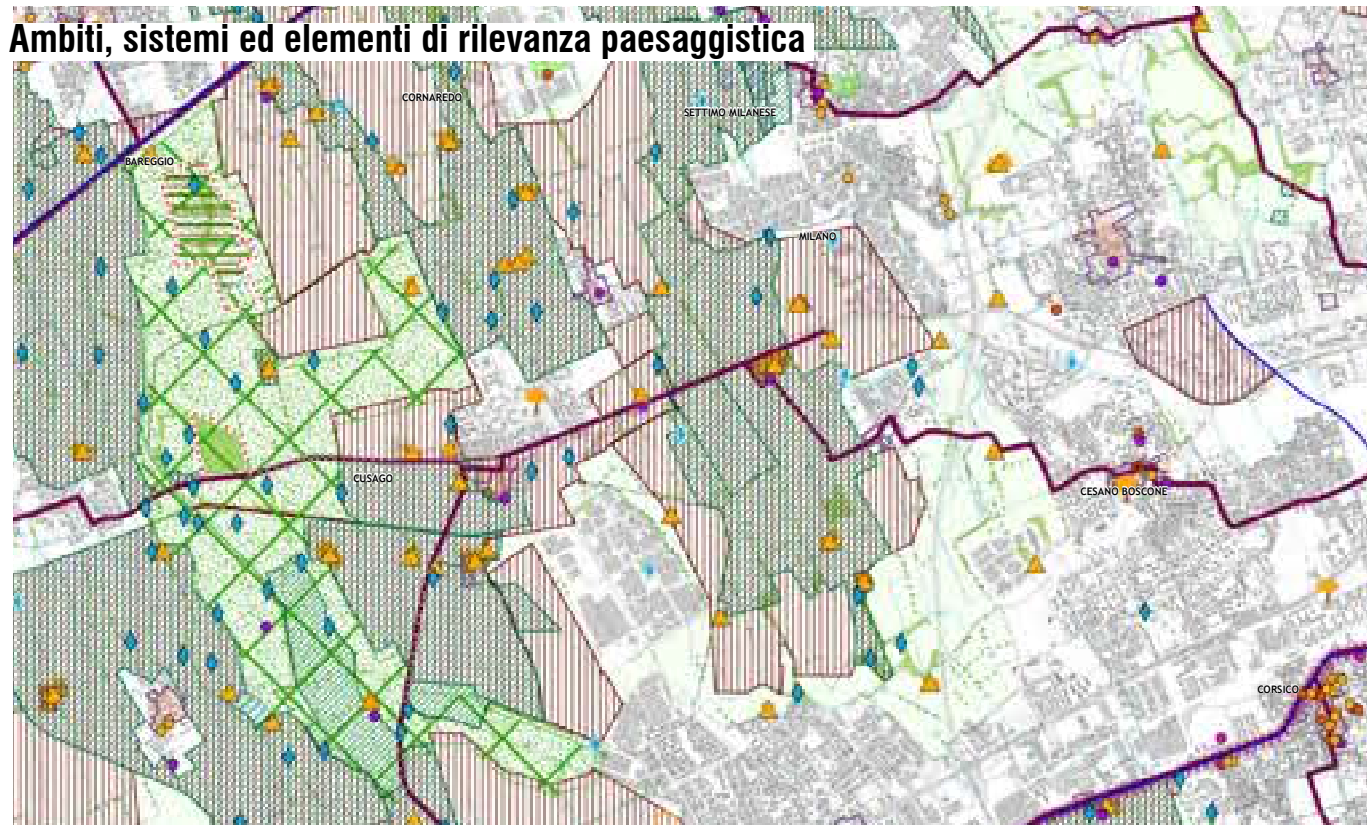 Ambiti, sistemi ed elementi di rilevanza paesaggistica
CORNAREDO
SETTIMO MILANESE
BAREGGIO
MILANO
CUSAGO
CESANO BOSCONE
CORSICO